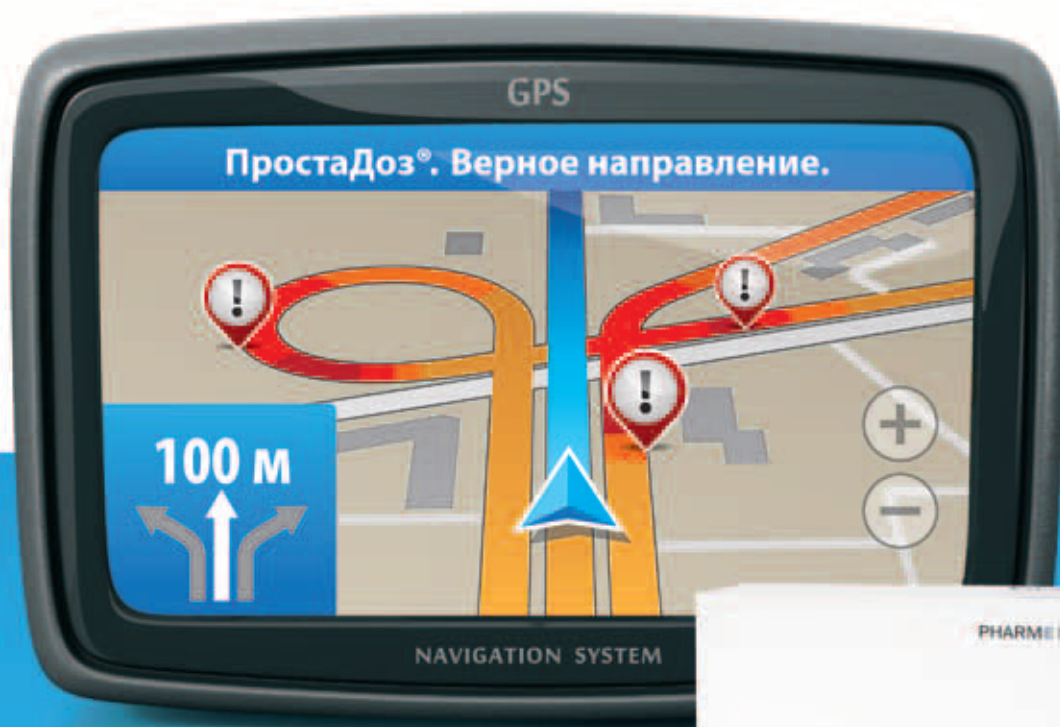 GPS
ПростаДоз®. Верное направление.
100 м
NAVIGATION SYSTEM